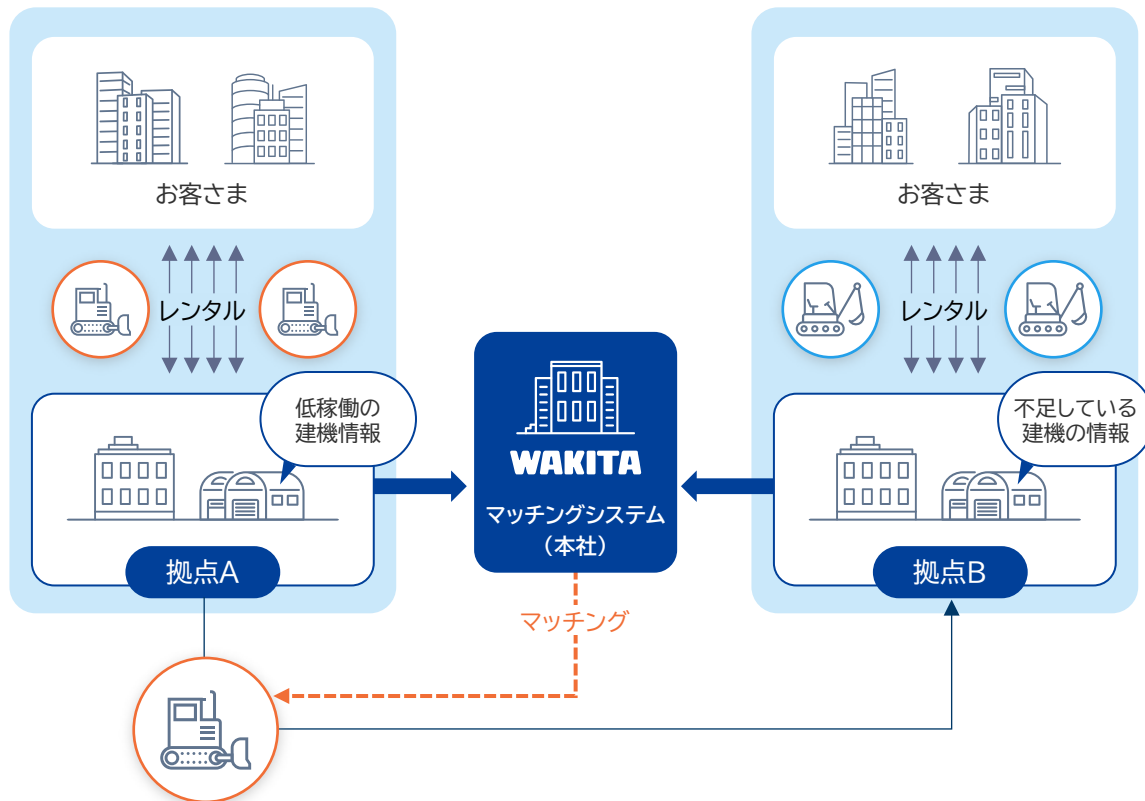 お客さま
レンタル
低稼働の
建機情報
拠点A
WAKITA
マッチングシステム
（本社）
マッチング
お客さま
レンタル
不足している
建機の情報
拠点B